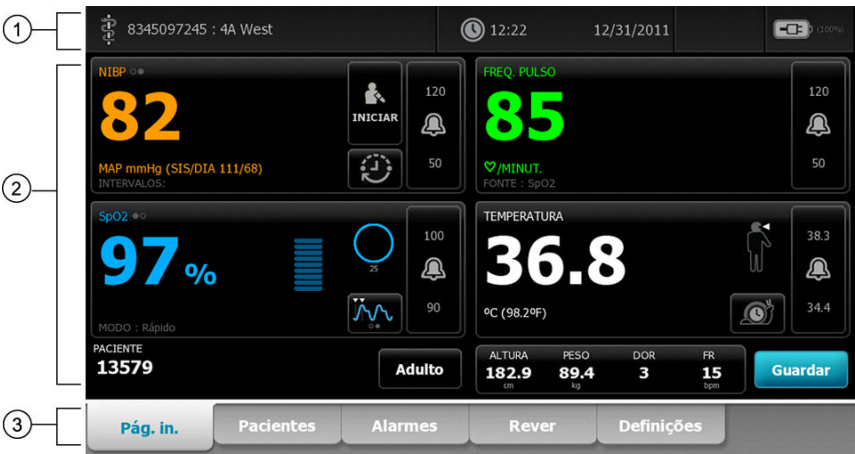 1
8345097245 : 4A West
12:22
12/31/2011
(100%)
2
NIBP
82
INICIAR
120
50
MAP mmHg (SIS/DIA 111/68)
INTERVALOS:
FREQ. PULSO
85
120
50
/MINUT.
FONTE : SpO2
SpO2
97 %
25
100
90
MODO : Rápido
TEMPERATURA
36.8
38.3
34.4
ºC (98.2ºF)
PACIENTE
13579
Adulto
ALTURA PESO DOR FR
182.9 89.4 3 15
cm kg bpm
Guardar
3
Pág. in. Pacientes Alarmes Rever Definições